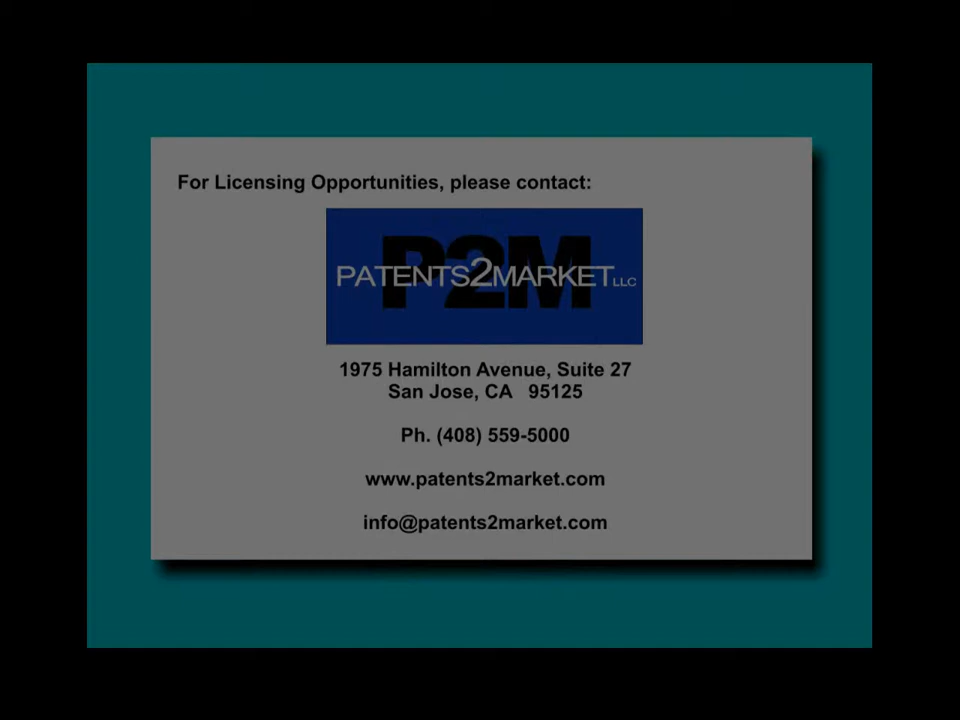 For Licensing Opportunities, please contact:
P2M
PATENTS2MARKET LLC
1975 Hamilton Avenue, Suite 27
San Jose, CA 95125
Ph. (408) 559-5000
www.patents2market.com
info@patents2market.com